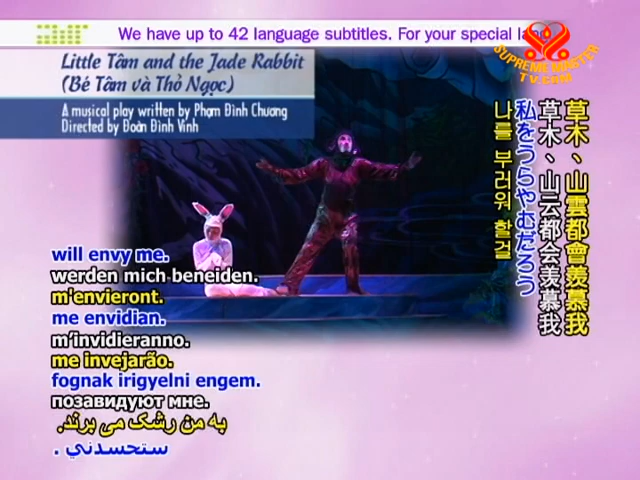 We have up to 42 language subtitles. For your special
SUPREME MASTER
TV.COM
Little Tâm and the Jade Rabbit
(Bé Tâm và Thỏ Ngọc)
A musical play written by Phạm Đình Chương
Directed by Đoàn Đình Vinh
草木、山雲都會羨慕我
草木、山云都会羡慕我
私をうらやむだろう
나를 부러워 할걸
will envy me.
werden mich beneiden.
m'envieront.
me envidian.
m'invidieranno.
me invejarão.
fognak irigyelni engem.
позавидуют мне.
به من رشک می برند.
ستحسدني .